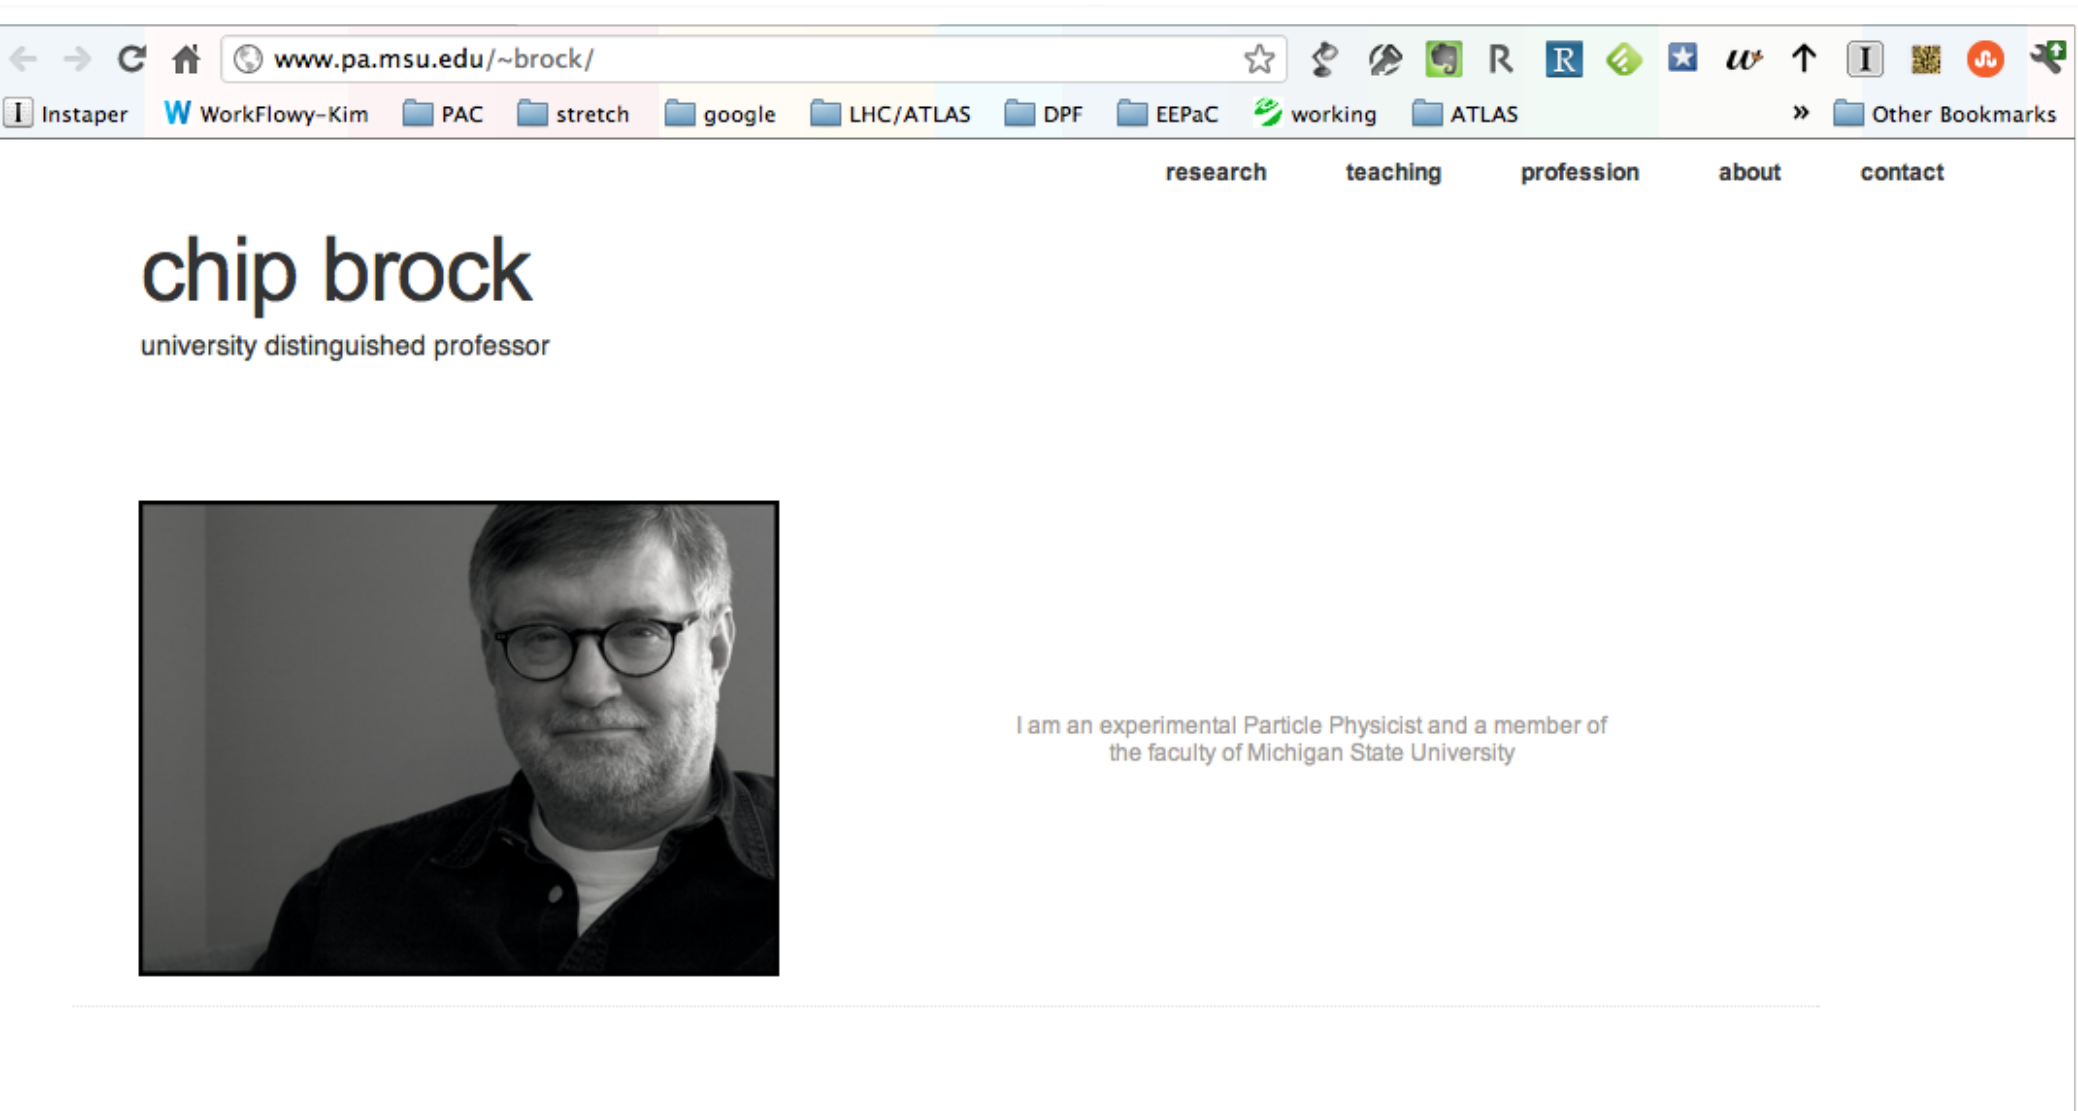 www.pa.msu.edu/~brock/
Instaper WorkFlowy-Kim PAC stretch google LHC/ATLAS DPF EEPaC working ATLAS » Other Bookmarks
research teaching profession about contact
chip brock
university distinguished professor
I am an experimental Particle Physicist and a member of
the faculty of Michigan State University